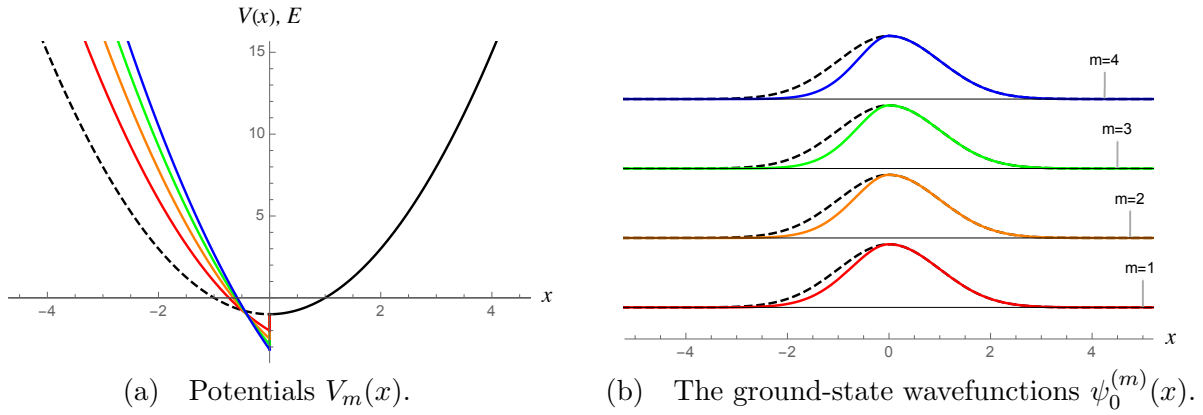 V(x), E
15
10
5
-4
-2
2
4
x
(a) Potentials V_m(x).
m=4
m=3
m=2
m=1
-4
-2
0
2
4
x
(b) The ground-state wavefunctions ψ_0^(m)(x).